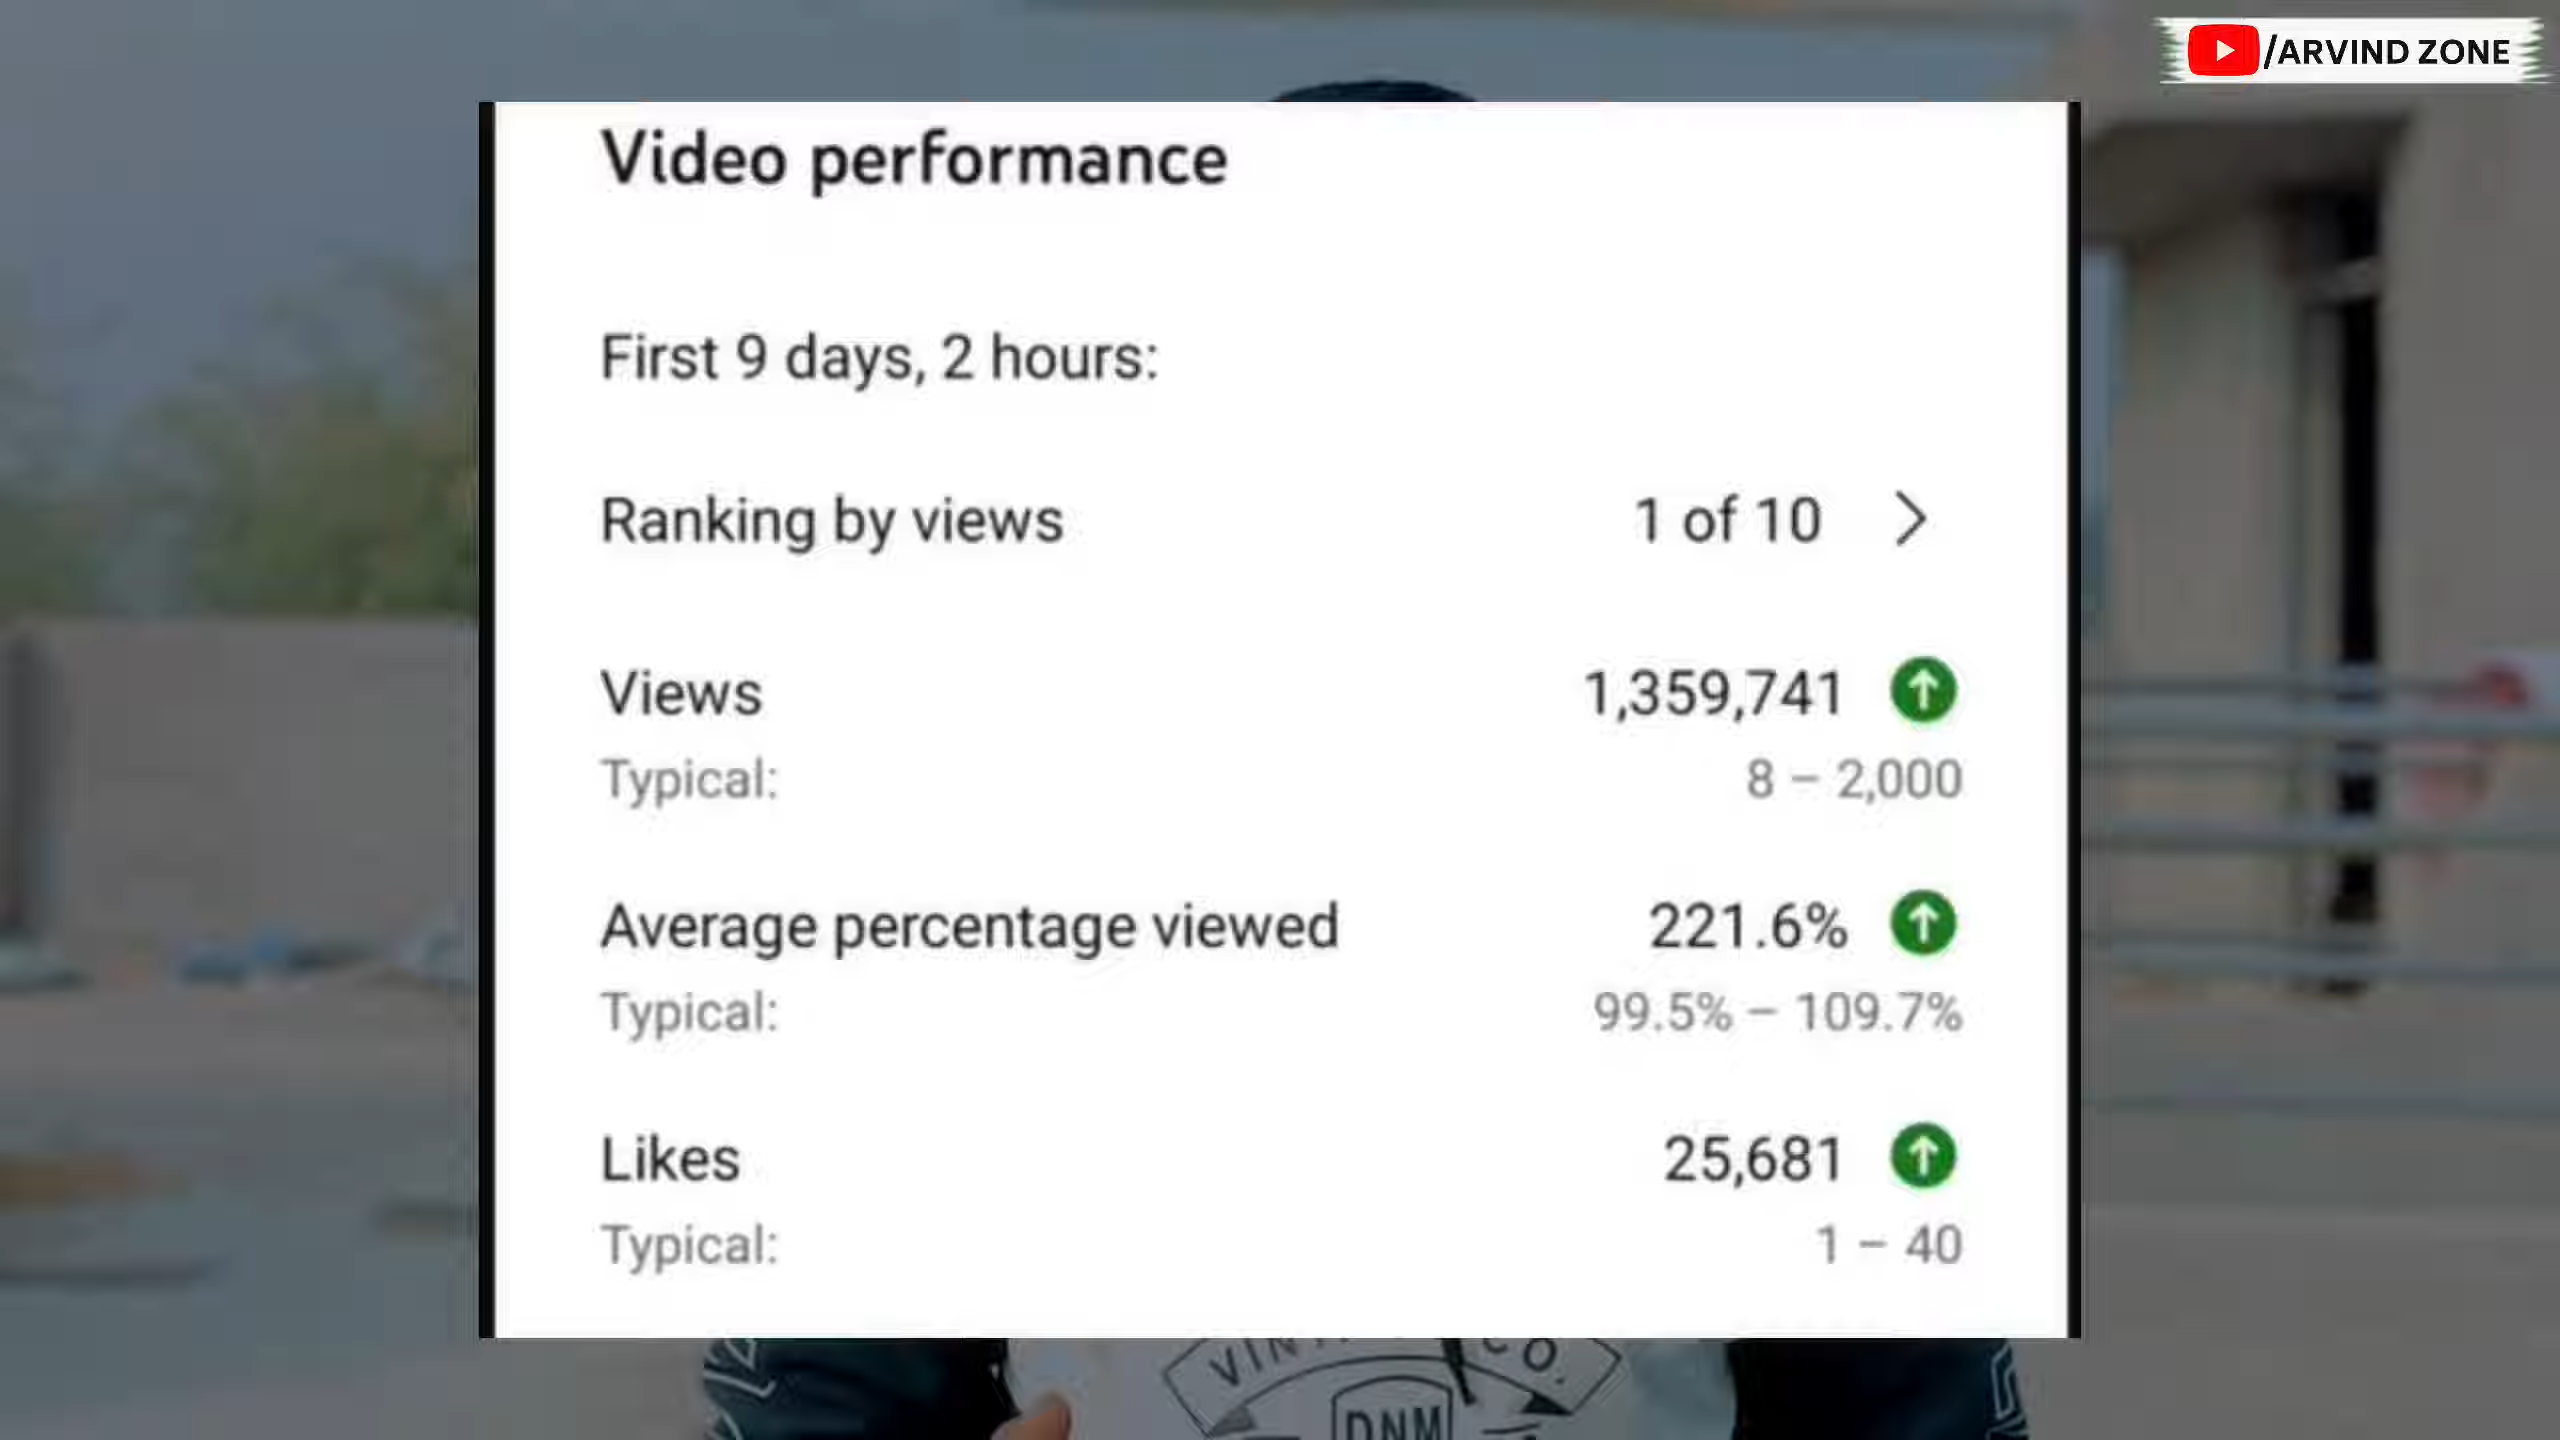 /ARVIND ZONE
Video performance
First 9 days, 2 hours:
Ranking by views 1 of 10
Views 1,359,741
Typical: 8 – 2,000
Average percentage viewed 221.6%
Typical: 99.5% – 109.7%
Likes 25,681
Typical: 1 – 40
CO.
DNM